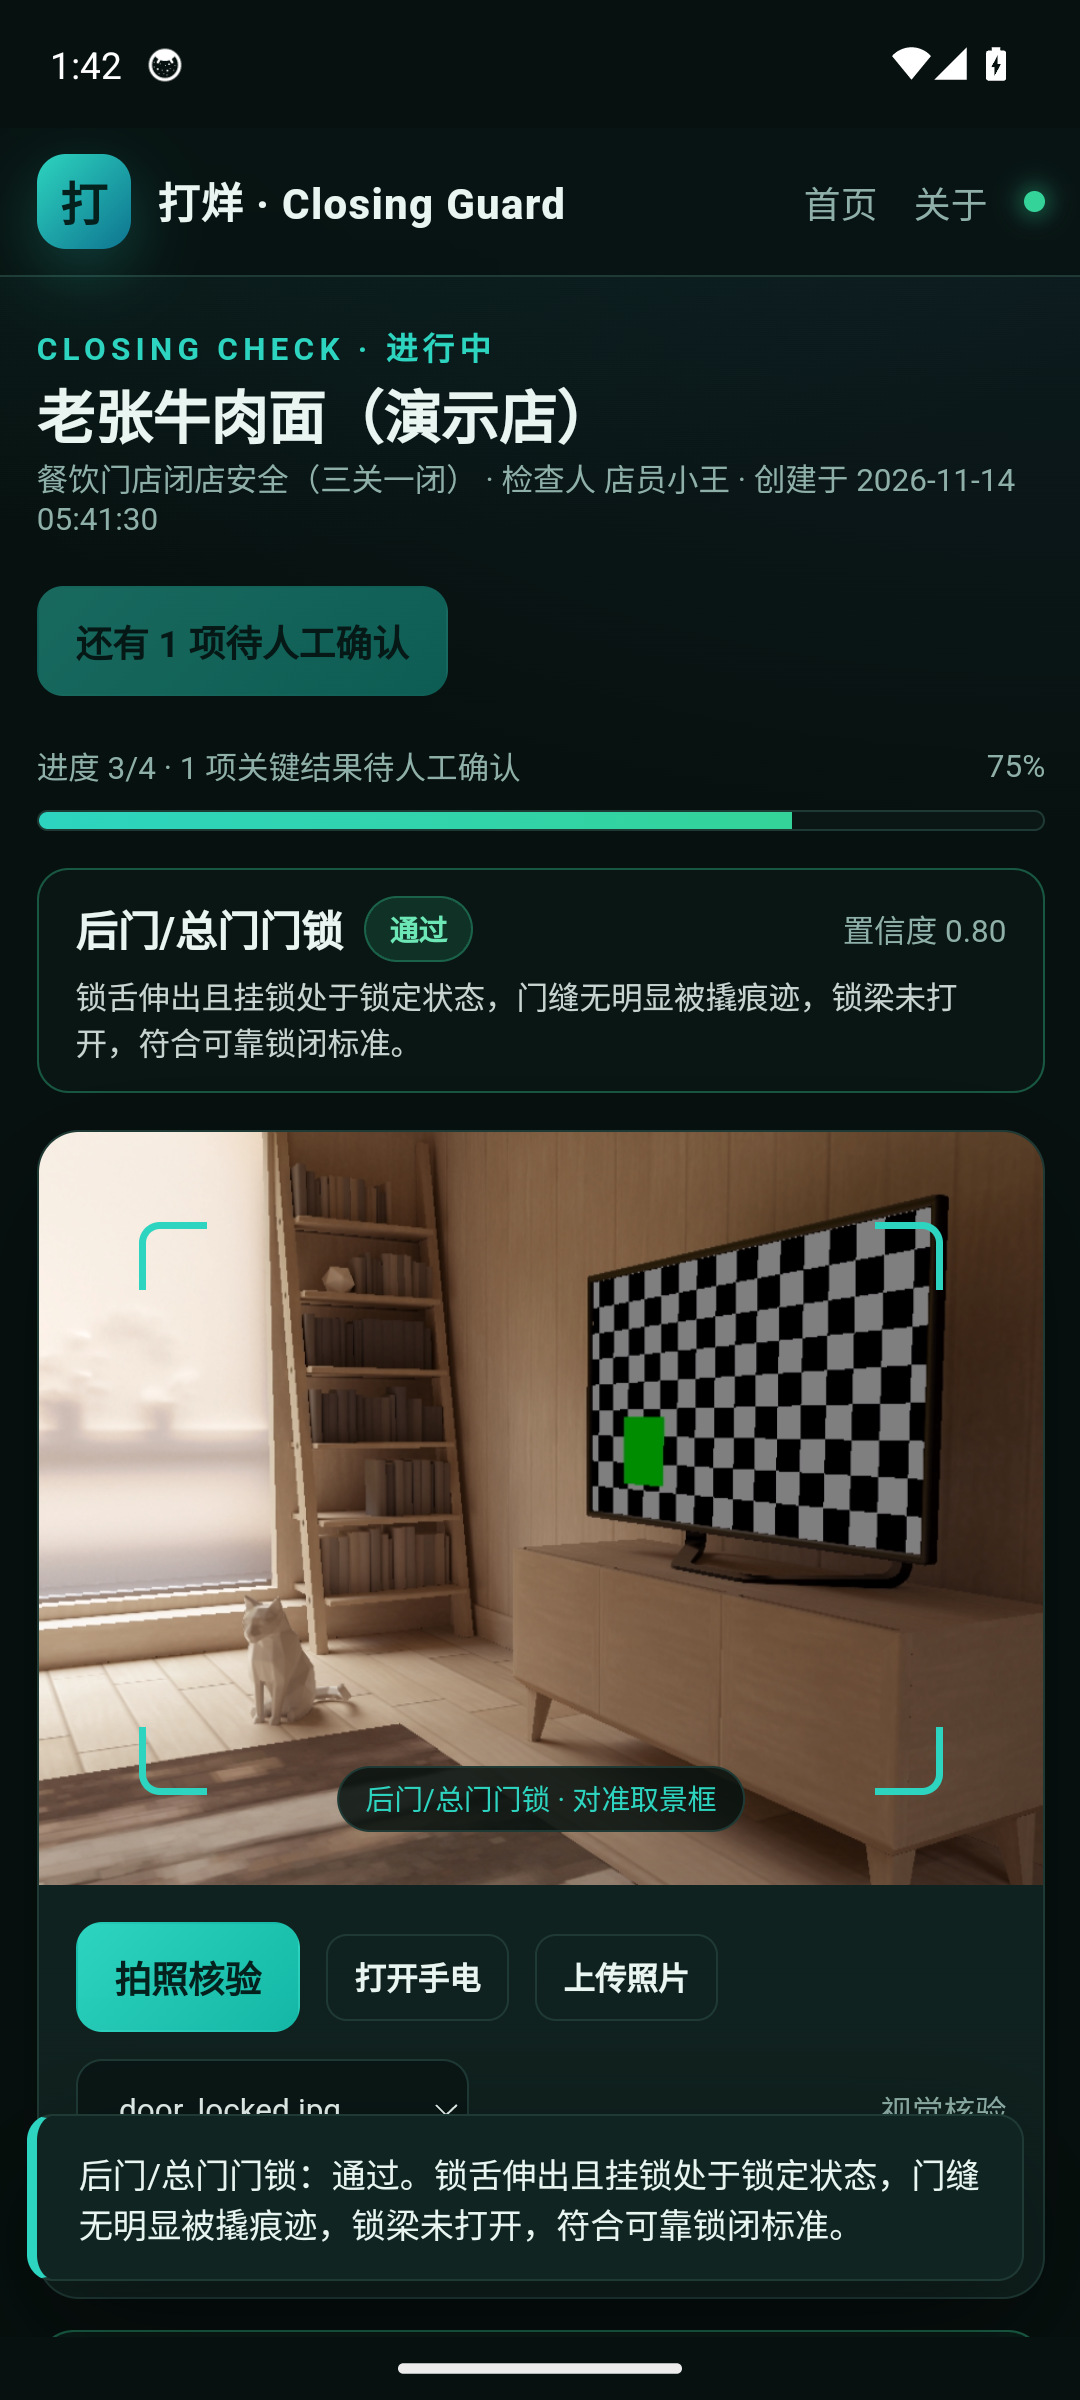 1:42
打
打烊 · Closing Guard
首页
关于
CLOSING CHECK · 进行中
老张牛肉面（演示店）
餐饮门店闭店安全（三关一闭） · 检查人 店员小王 · 创建于 2026-11-14
05:41:30
还有 1 项待人工确认
进度 3/4 · 1 项关键结果待人工确认
75%
后门/总门门锁
通过
置信度 0.80
锁舌伸出且挂锁处于锁定状态，门缝无明显被撬痕迹，锁梁未打
开，符合可靠锁闭标准。
后门/总门门锁 · 对准取景框
拍照核验
打开手电
上传照片
door_locked.jpg
视觉核验
后门/总门门锁：通过。锁舌伸出且挂锁处于锁定状态，门缝
无明显被撬痕迹，锁梁未打开，符合可靠锁闭标准。